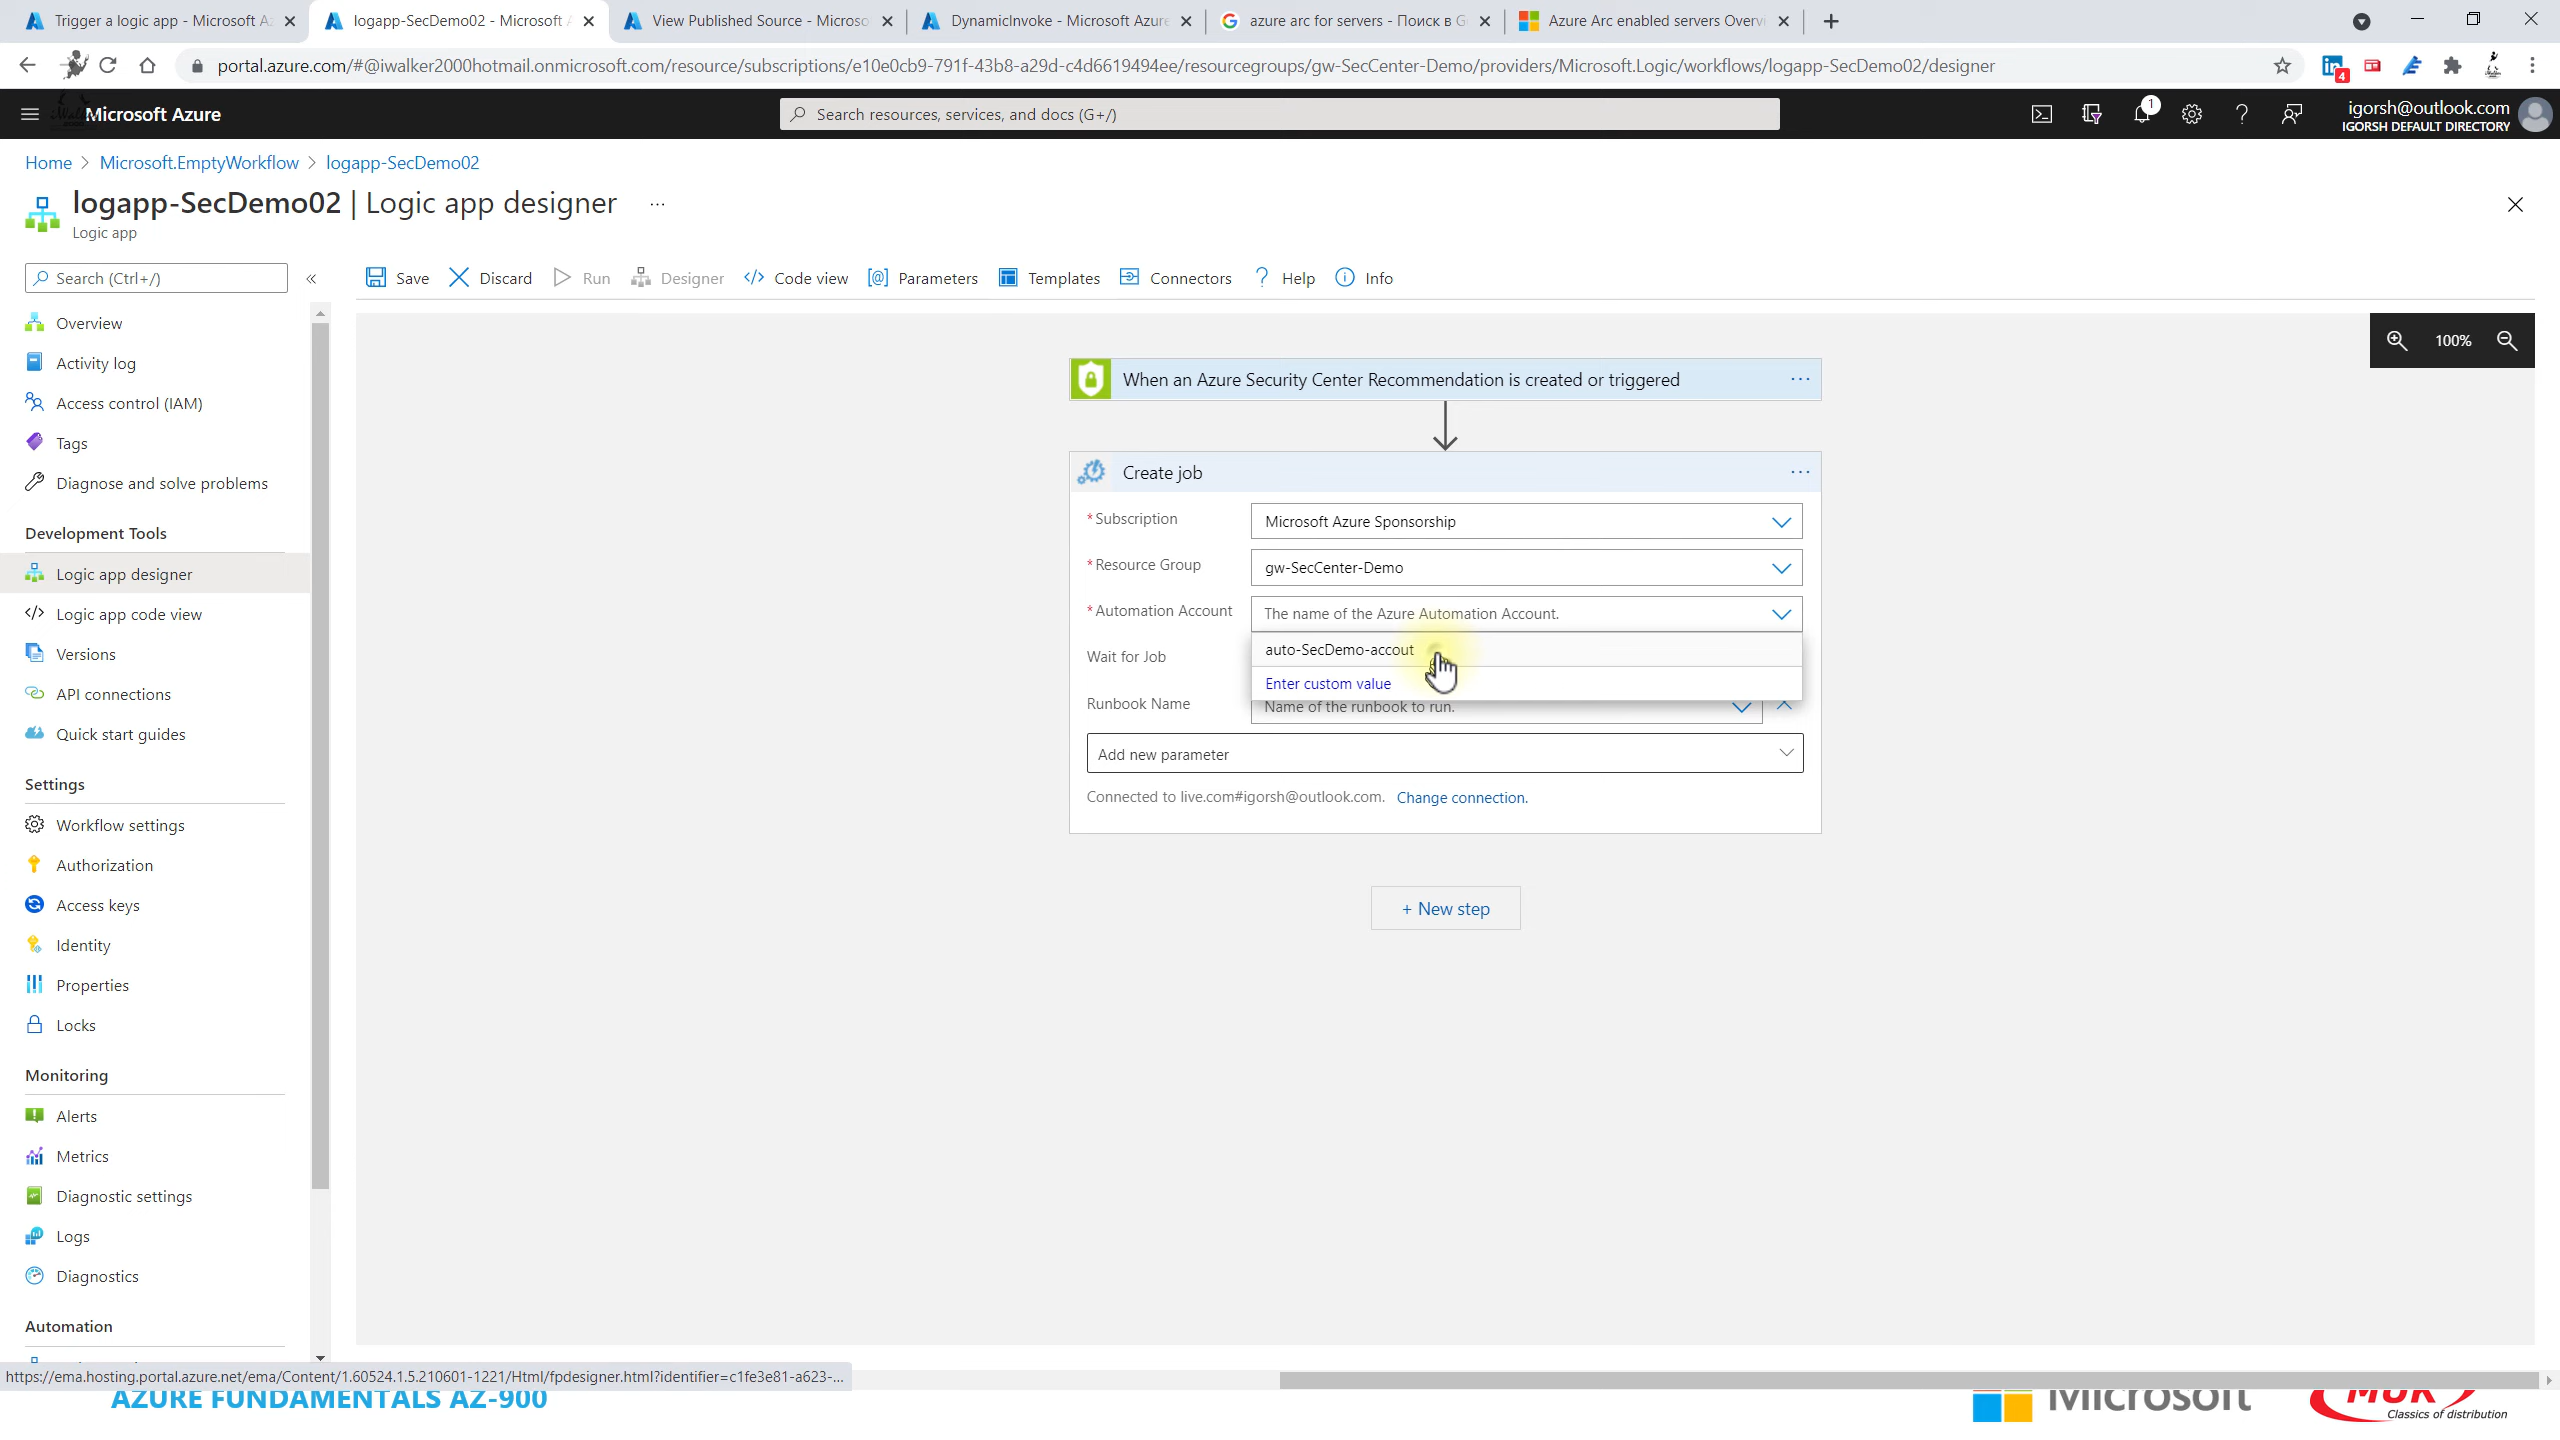 Trigger a logic app - Microsoft A
logapp-SecDemo02 - Microsoft A
View Published Source - Microso
DynamicInvoke - Microsoft Azure
azure arc for servers - Поиск в G
Azure Arc enabled servers Overvi
portal.azure.com/#@iwalker2000hotmail.onmicrosoft.com/resource/subscriptions/e10e0cb9-791f-43b8-a29d-c4d6619494ee/resourcegroups/gw-SecCenter-Demo/providers/Microsoft.Logic/workflows/logapp-SecDemo02/designer
4
Microsoft Azure
Search resources, services, and docs (G+/)
1
igorsh@outlook.com
IGORSH DEFAULT DIRECTORY
Home > Microsoft.EmptyWorkflow > logapp-SecDemo02
logapp-SecDemo02 | Logic app designer ...
Logic app
Search (Ctrl+/)
Save
Discard
Run
Designer
Code view
Parameters
Templates
Connectors
Help
Info
Overview
Activity log
Access control (IAM)
Tags
Diagnose and solve problems
Development Tools
Logic app designer
Logic app code view
Versions
API connections
Quick start guides
Settings
Workflow settings
Authorization
Access keys
Identity
Properties
Locks
Monitoring
Alerts
Metrics
Diagnostic settings
Logs
Diagnostics
Automation
100%
When an Azure Security Center Recommendation is created or triggered
Create job
* Subscription
Microsoft Azure Sponsorship
* Resource Group
gw-SecCenter-Demo
* Automation Account
The name of the Azure Automation Account.
auto-SecDemo-accout
Wait for Job
Enter custom value
Runbook Name
Name of the runbook to run.
Add new parameter
Connected to live.com#igorsh@outlook.com. Change connection.
+ New step
https://ema.hosting.portal.azure.net/ema/Content/1.60524.1.5.210601-1221/Html/fpdesigner.html?identifier=c1fe3e81-a623-...
AZURE FUNDAMENTALS AZ-900
Microsoft
MUK
Classics of distribution